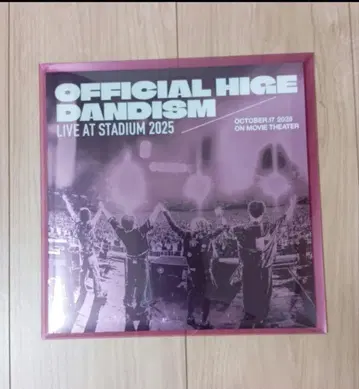 OFFICIAL HIGE
DANDISM
LIVE AT STADIUM 2025
OCTOBER.17 2025
ON MOVIE THEATER